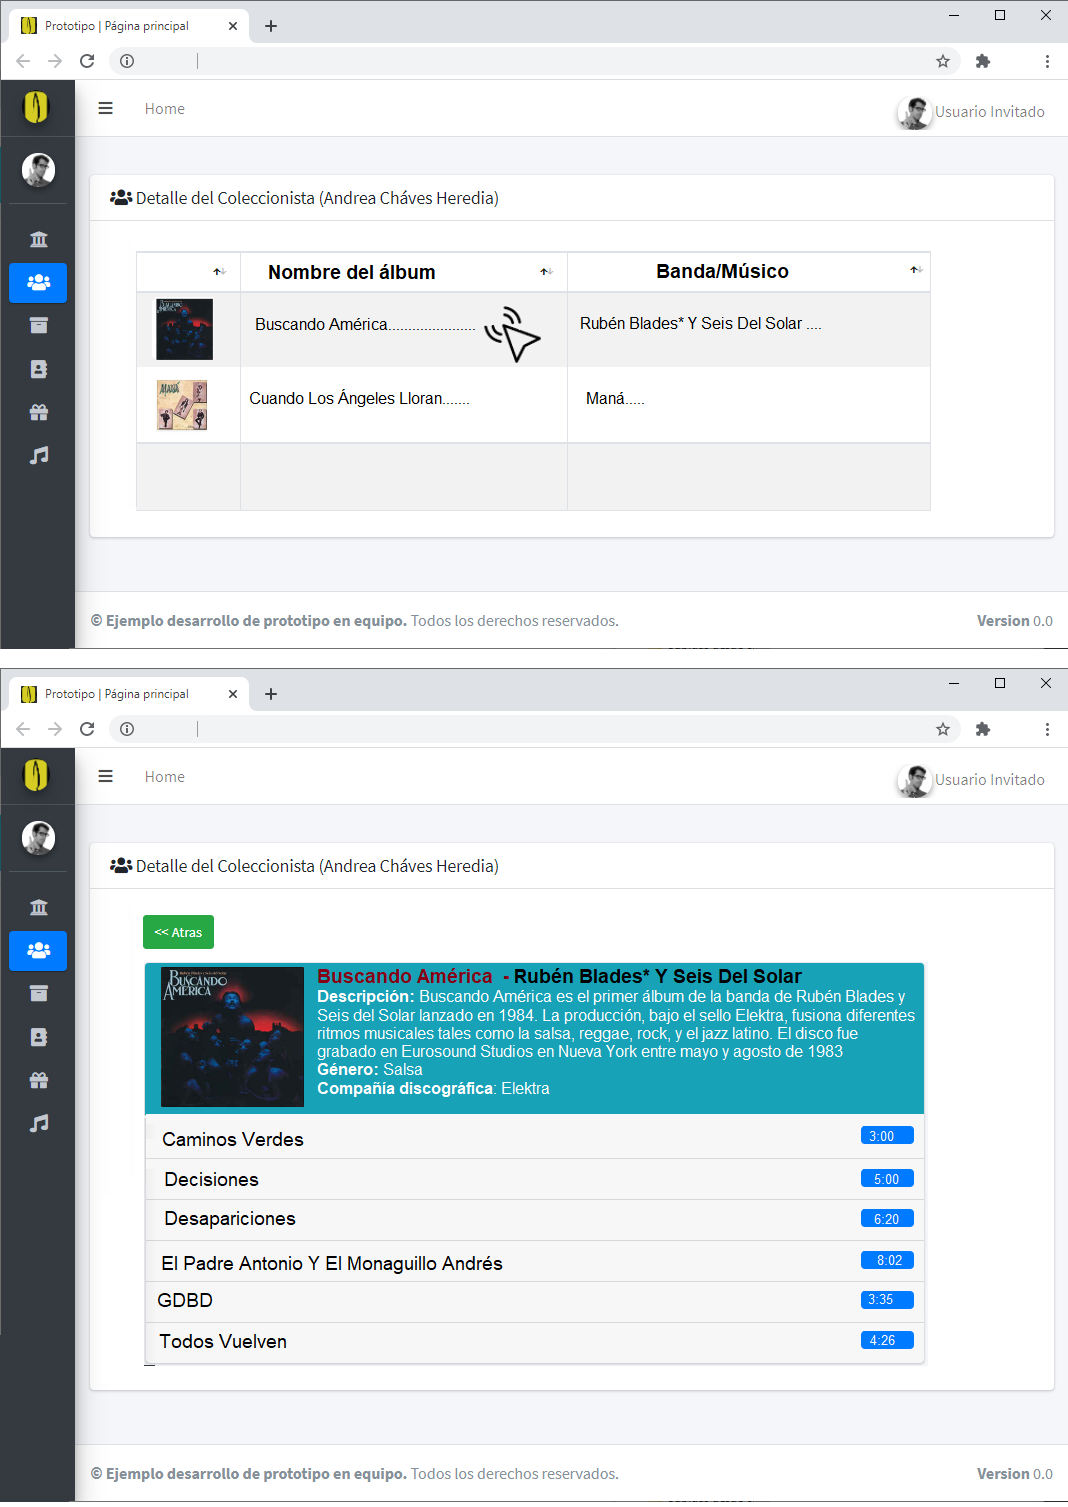 Prototipo | Página principal
Home
Usuario Invitado
Detalle del Coleccionista (Andrea Cháves Heredia)
Nombre del álbum
Banda/Músico
BUSCANDO
AMÉRICA
Buscando América......................
Rubén Blades* Y Seis Del Solar ....
MANÁ
Cuando Los Ángeles Lloran.......
Maná.....
© Ejemplo desarrollo de prototipo en equipo. Todos los derechos reservados.
Version 0.0
Prototipo | Página principal
Home
Usuario Invitado
Detalle del Coleccionista (Andrea Cháves Heredia)
<< Atras
BUSCANDO
AMÉRICA
Buscando América - Rubén Blades* Y Seis Del Solar
Descripción: Buscando América es el primer álbum de la banda de Rubén Blades y
Seis del Solar lanzado en 1984. La producción, bajo el sello Elektra, fusiona diferentes
ritmos musicales tales como la salsa, reggae, rock, y el jazz latino. El disco fue
grabado en Eurosound Studios en Nueva York entre mayo y agosto de 1983
Género: Salsa
Compañía discográfica: Elektra
Caminos Verdes 3:00
Decisiones 5:00
Desapariciones 6:20
El Padre Antonio Y El Monaguillo Andrés 8:02
GDBD 3:35
Todos Vuelven 4:26
© Ejemplo desarrollo de prototipo en equipo. Todos los derechos reservados.
Version 0.0